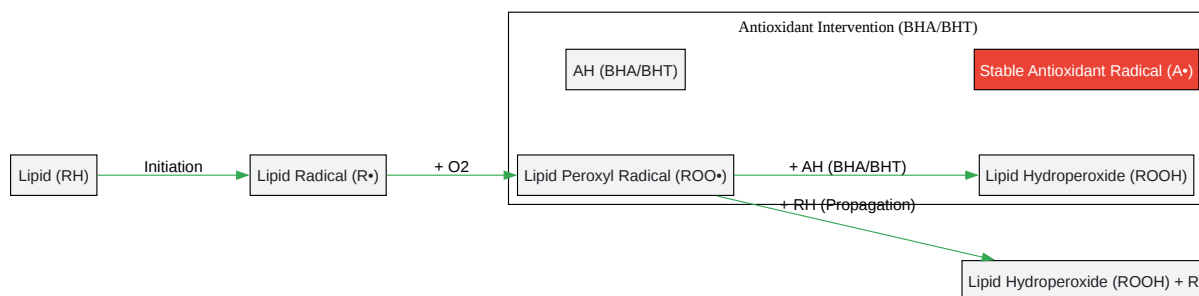 Antioxidant Intervention (BHA/BHT)
AH (BHA/BHT)
Stable Antioxidant Radical (A•)
Lipid (RH)
Initiation
Lipid Radical (R•)
+ O2
Lipid Peroxyl Radical (ROO•)
+ AH (BHA/BHT)
Lipid Hydroperoxide (ROOH)
+ RH (Propagation)
Lipid Hydroperoxide (ROOH) + R